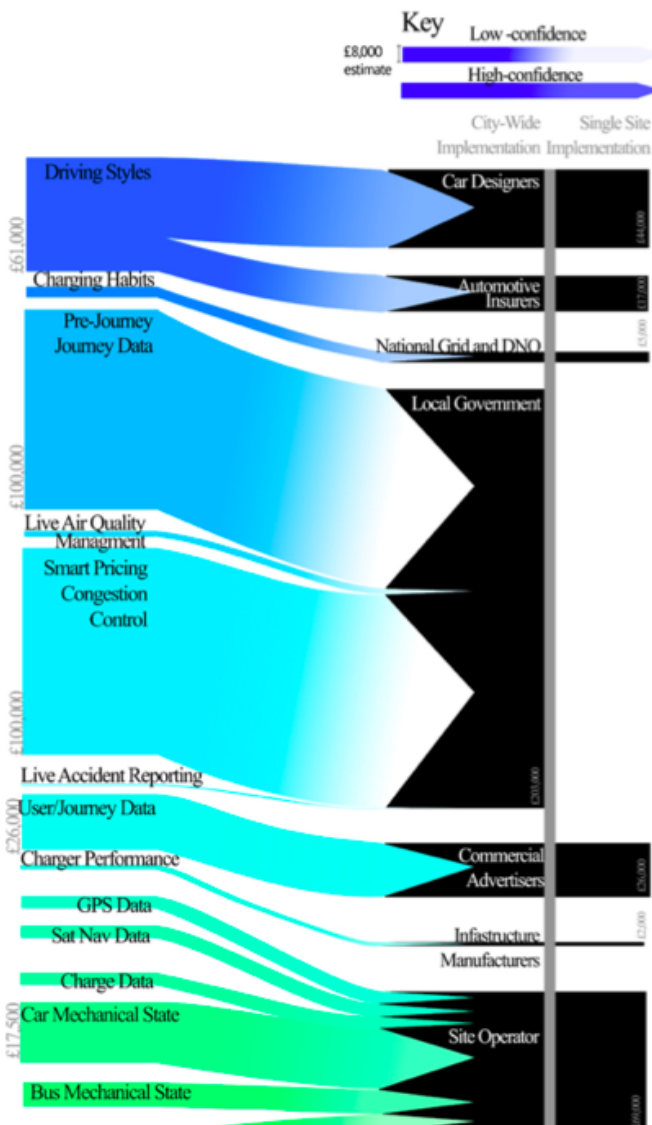 Key
Low -confidence
£8,000
estimate
High-confidence
City-Wide
Implementation
Single Site
Implementation
Driving Styles
£61,000
Car Designers
£44,000
Charging Habits
Automotive
Insurers
£17,000
Pre-Journey
Journey Data
£100,000
National Grid and DNO
£5,000
Local Government
Live Air Quality
Managment
Smart Pricing
Congestion
Control
£100,000
£203,000
Live Accident Reporting
User/Journey Data
£26,000
Commercial
Advertisers
£26,000
Charger Performance
GPS Data
Sat Nav Data
Infastructure
Manufacturers
£2,000
Charge Data
Car Mechanical State
£17,500
Site Operator
Bus Mechanical State